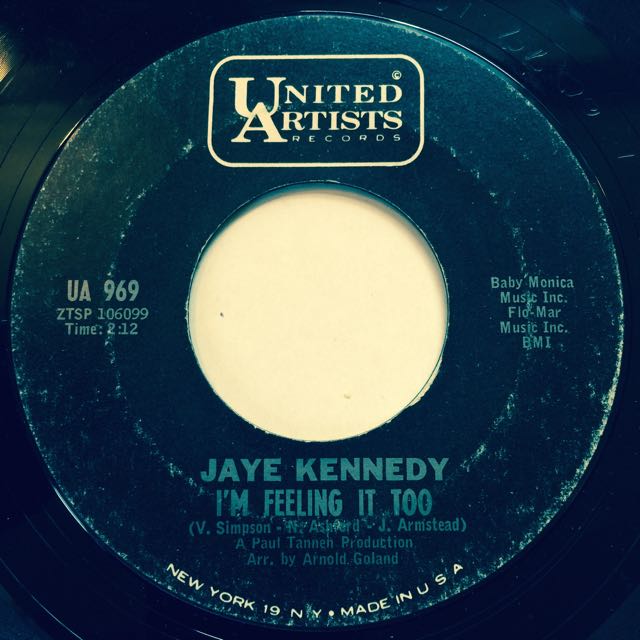 UNITED ©
ARTISTS
RECORDS
UA 969
ZTSP 106099
Time: 2:12
Baby Monica
Music Inc.
Flo-Mar
Music Inc.
BMI
JAYE KENNEDY
I'M FEELING IT TOO
(V. Simpson - N. Ashford - J. Armstead)
A Paul Tannen Production
Arr. by Arnold Goland
NEW YORK 19 N Y • MADE IN U S A